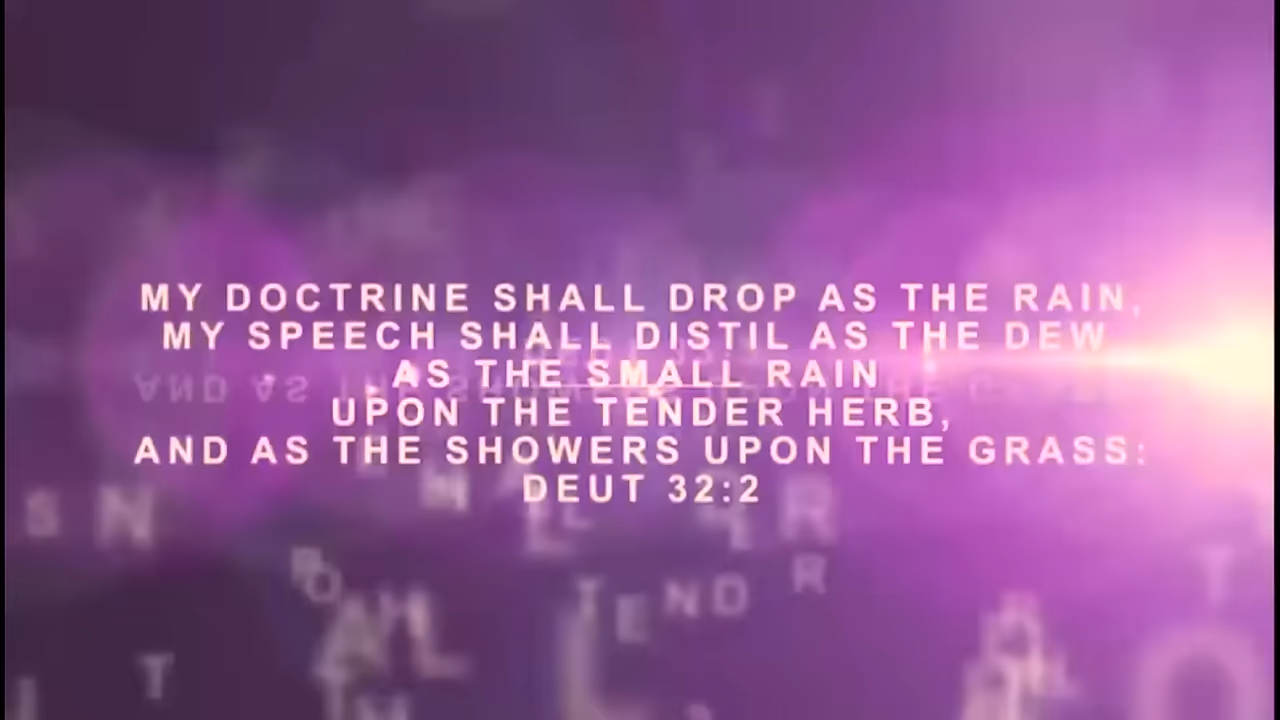 MY DOCTRINE SHALL DROP AS THE RAIN,
MY SPEECH SHALL DISTIL AS THE DEW
AS THE SMALL RAIN
UPON THE TENDER HERB,
AND AS THE SHOWERS UPON THE GRASS:
DEUT 32:2